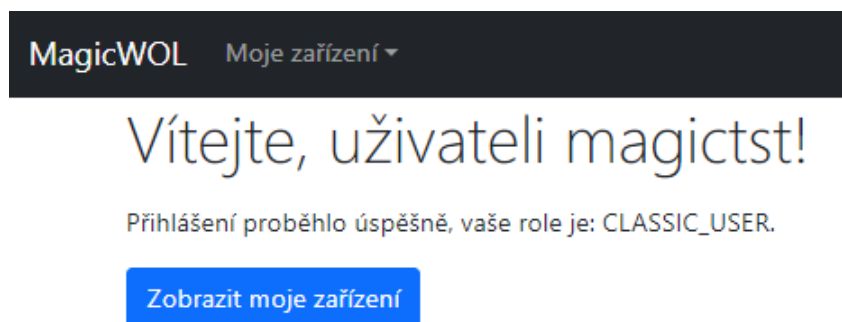 MagicWOL Moje zařízení
Vítejte, uživateli magictst!
Přihlášení proběhlo úspěšně, vaše role je: CLASSIC_USER.
Zobrazit moje zařízení